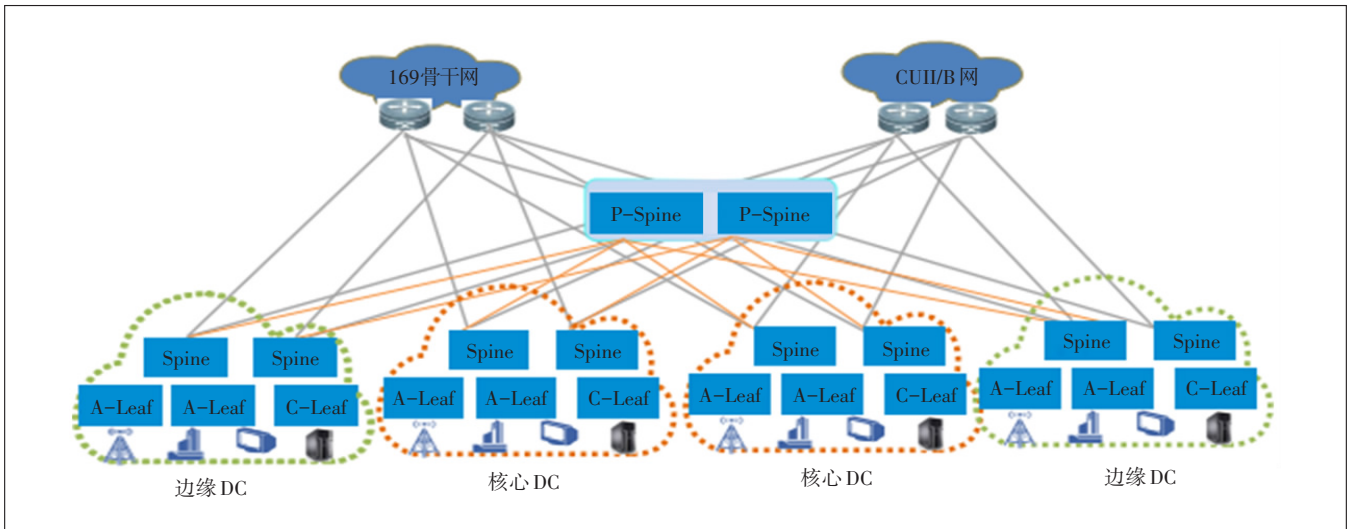 169骨干网
CUII/B网
P-Spine
P-Spine
Spine
Spine
A-Leaf
A-Leaf
C-Leaf
边缘DC
Spine
Spine
A-Leaf
A-Leaf
C-Leaf
核心DC
Spine
Spine
A-Leaf
A-Leaf
C-Leaf
核心DC
Spine
Spine
A-Leaf
A-Leaf
C-Leaf
边缘DC